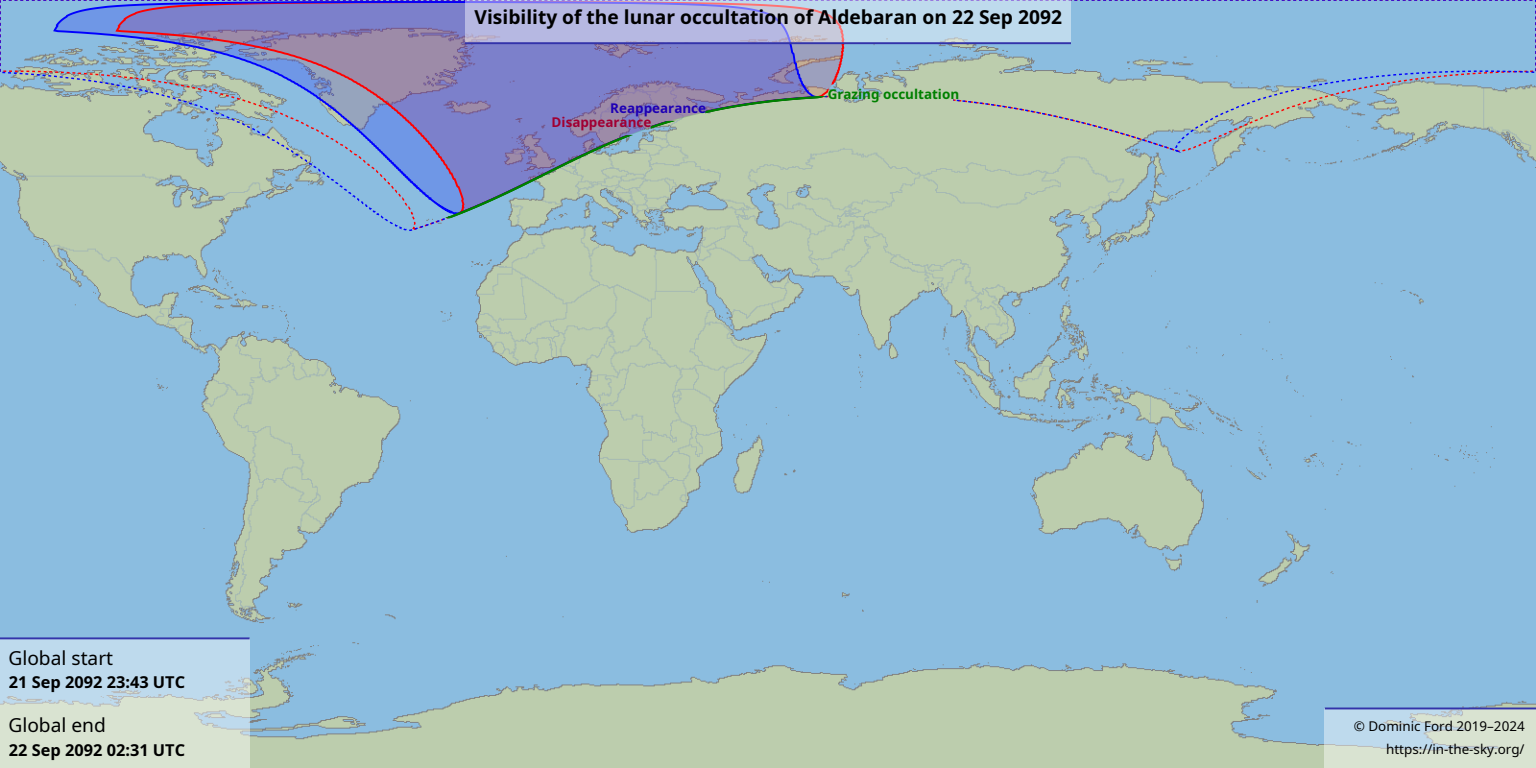 Visibility of the lunar occultation of Aldebaran on 22 Sep 2092
Grazing occultation
Reappearance
Disappearance
Global start
21 Sep 2092 23:43 UTC
Global end
22 Sep 2092 02:31 UTC
© Dominic Ford 2019–2024
https://in-the-sky.org/